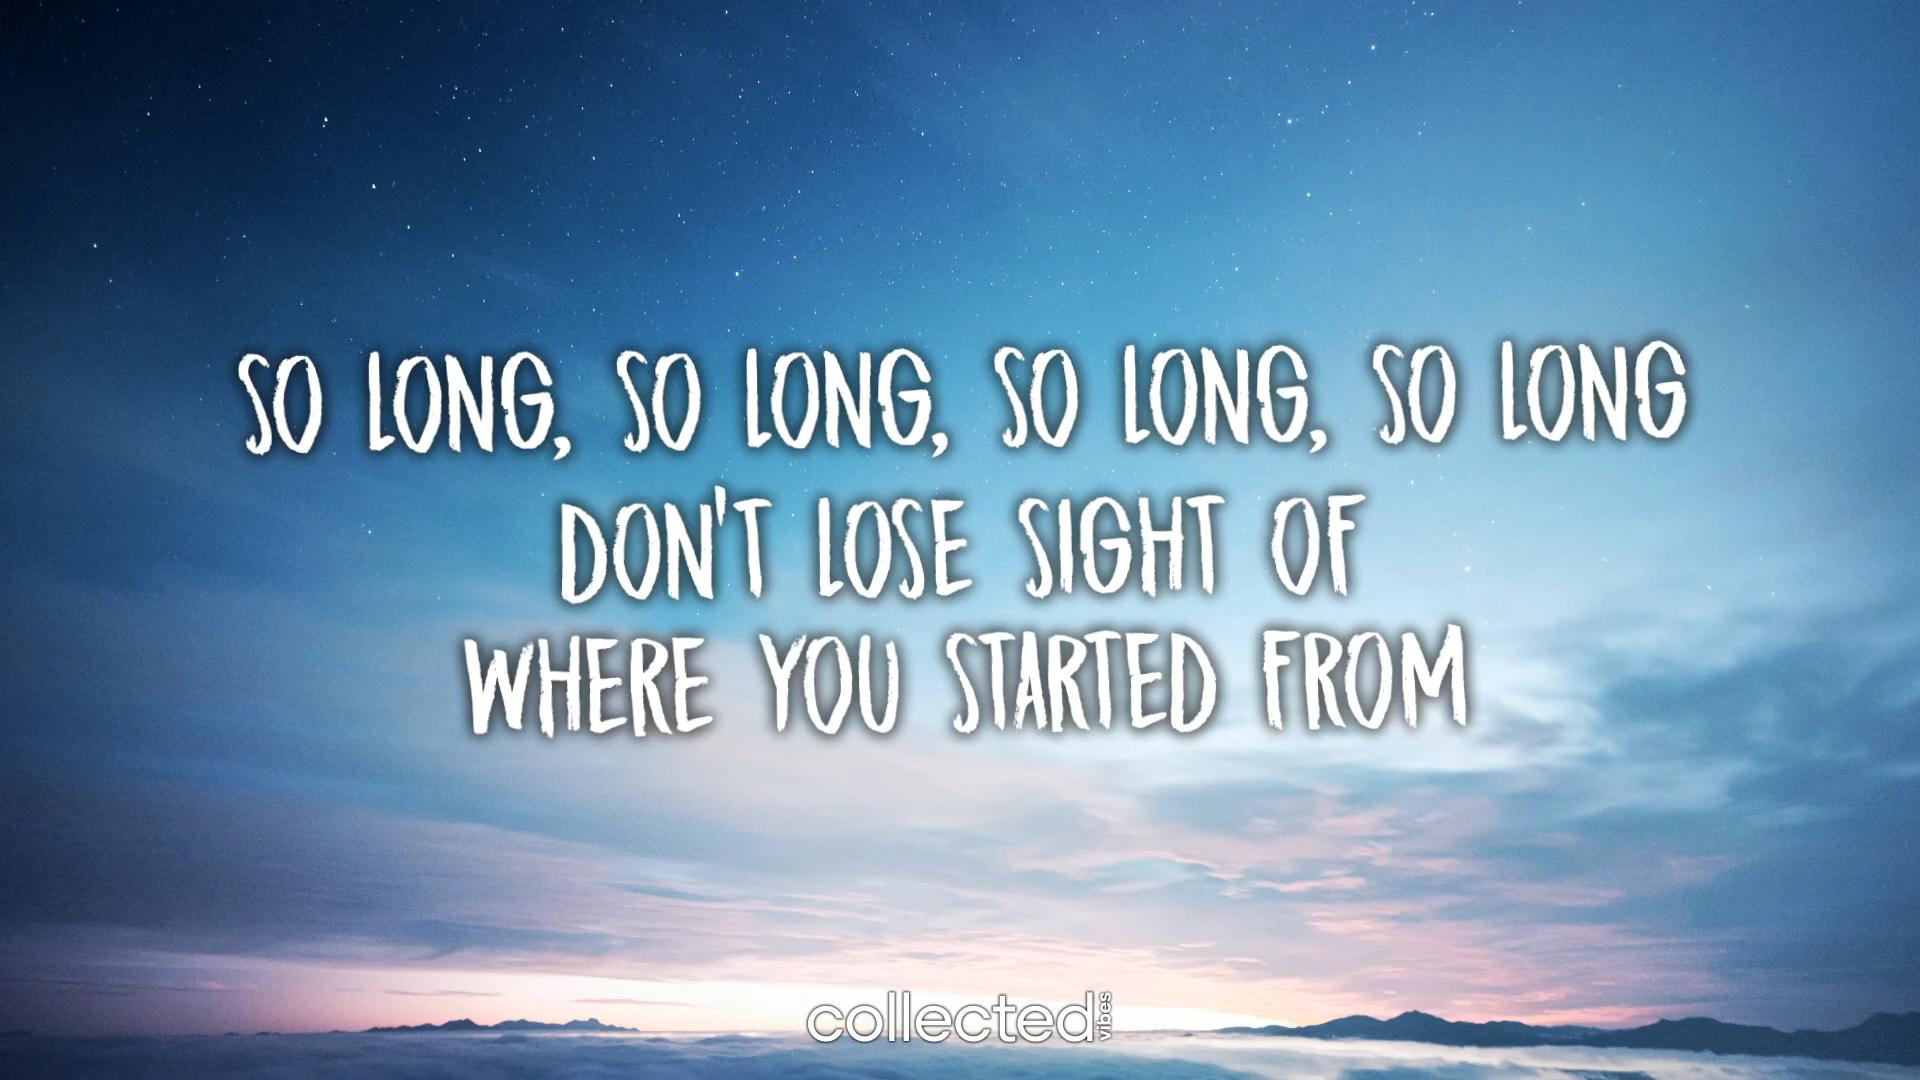 SO LONG, SO LONG, SO LONG, SO LONG
DON'T LOSE SIGHT OF
WHERE YOU STARTED FROM
collected vibes